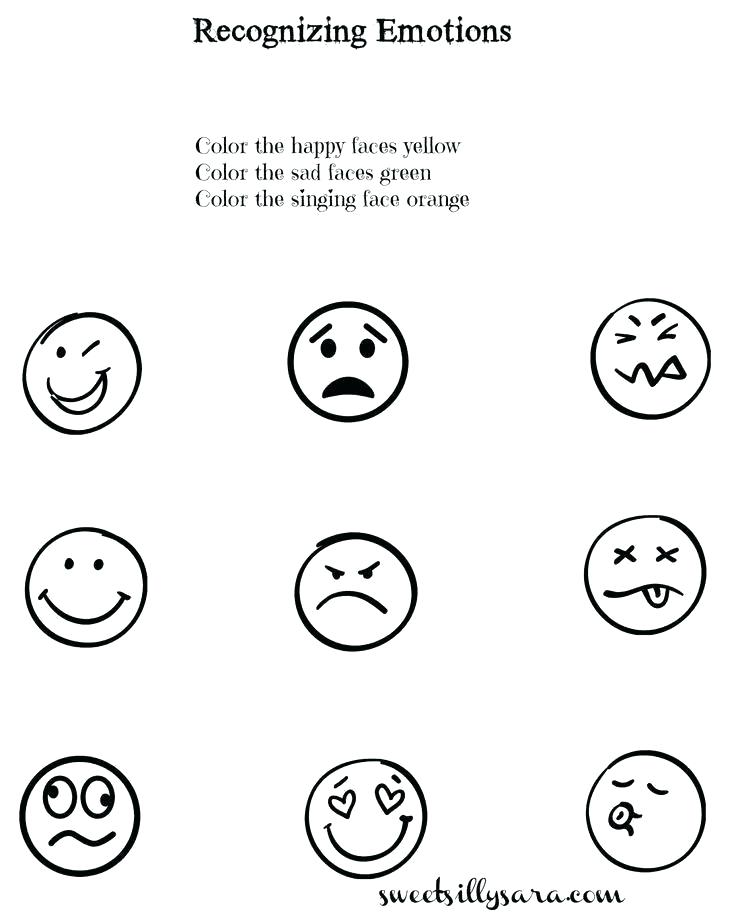 Recognizing Emotions
Color the happy faces yellow
Color the sad faces green
Color the singing face orange
sweetsillysara.com